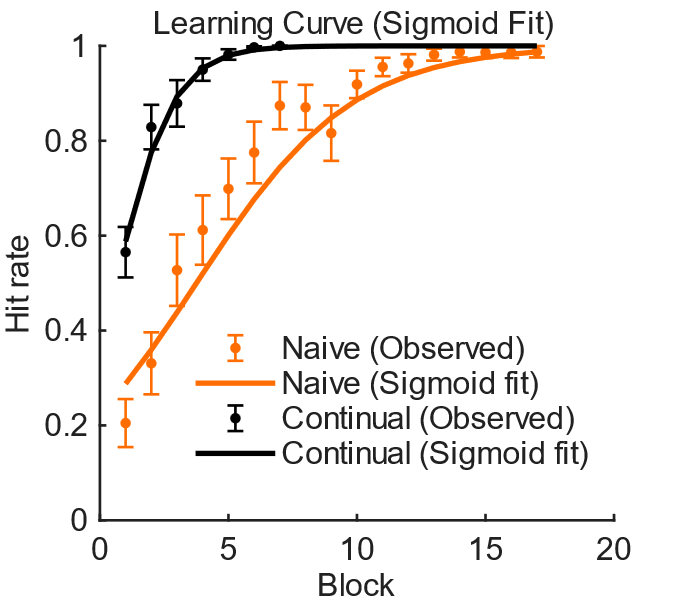 Learning Curve (Sigmoid Fit)
1
0.8
0.6
0.4
0.2
0
Hit rate
Naive (Observed)
Naive (Sigmoid fit)
Continual (Observed)
Continual (Sigmoid fit)
0 5 10 15 20
Block